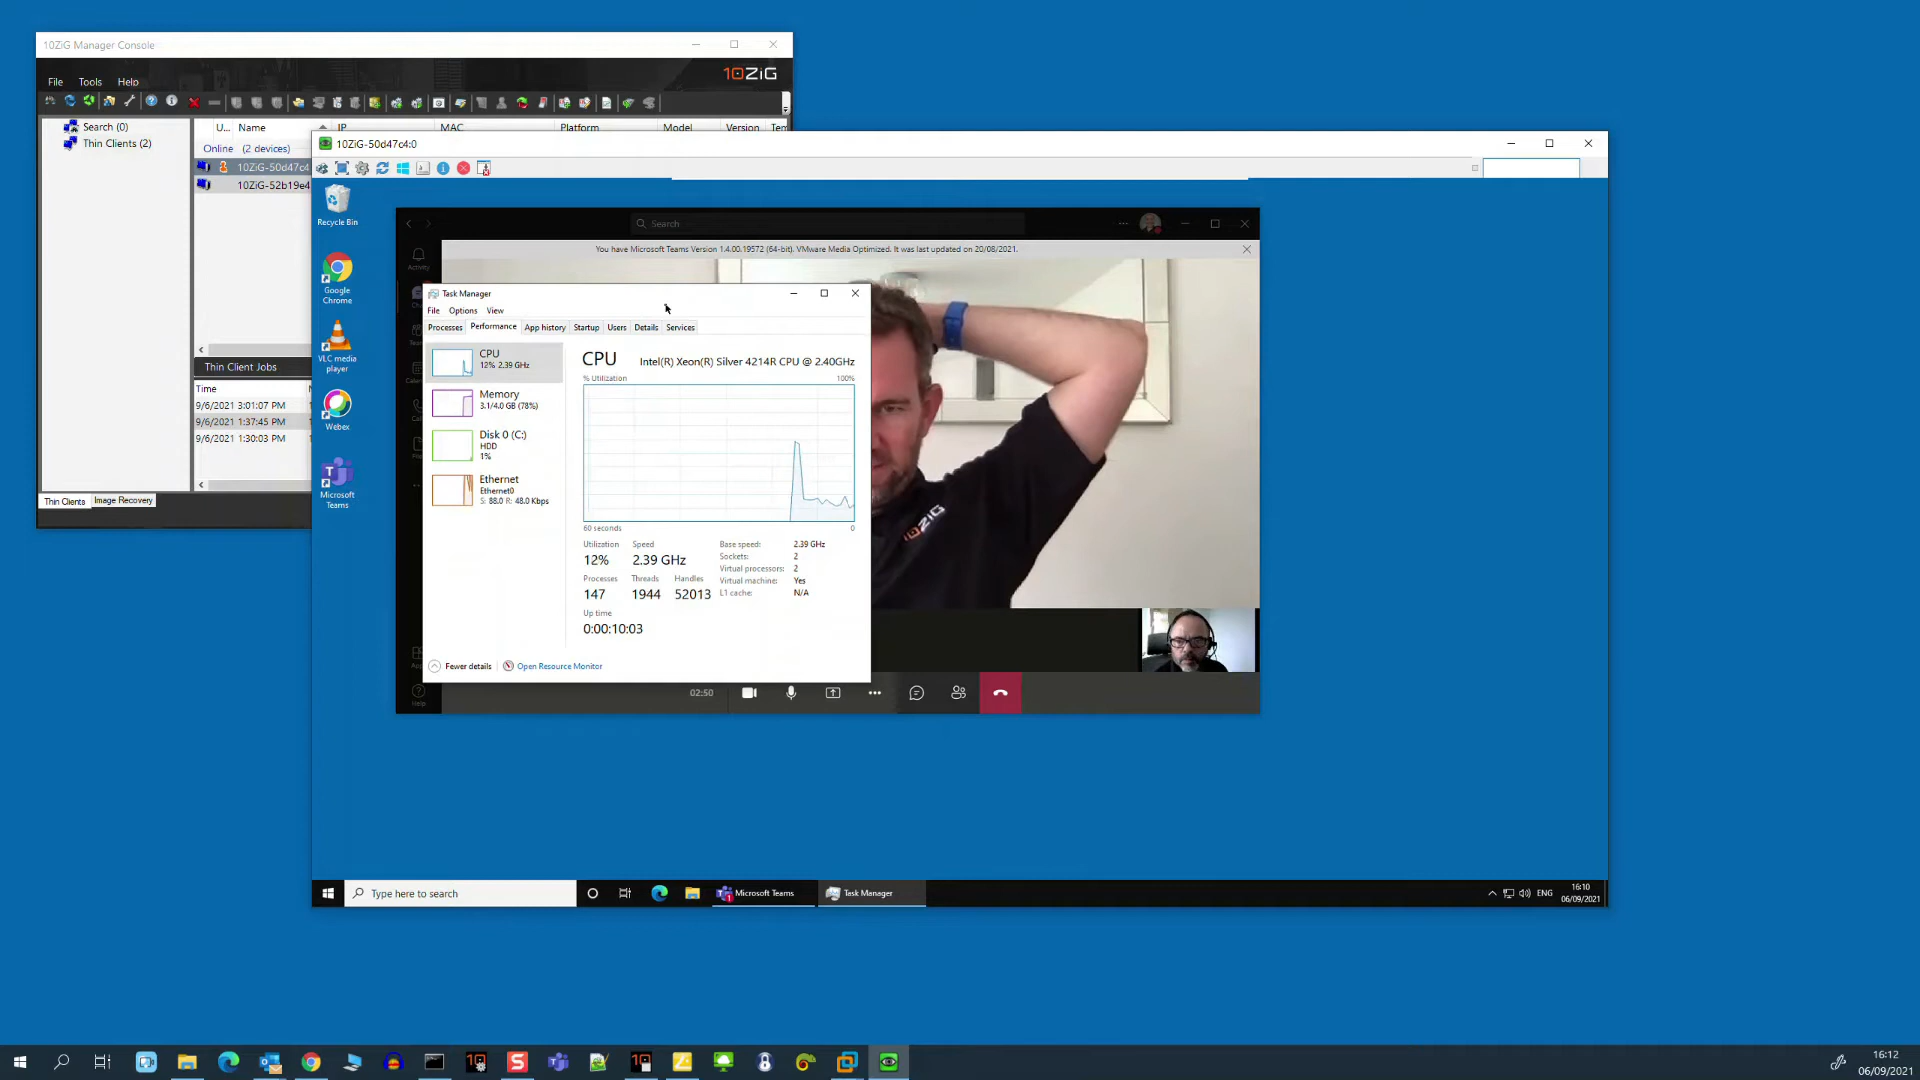 10ZiG Manager Console
10ZiG
File Tools Help
Search (0)
Thin Clients (2)
U... Name IP MAC Platform Model Version Tem
Online (2 devices)
10ZiG-50d47c4
10ZiG-52b19e4
Thin Client Jobs
Time
9/6/2021 3:01:07 PM
9/6/2021 1:37:45 PM
9/6/2021 1:30:03 PM
Thin Clients Image Recovery
10ZiG-50d47c4:0
Recycle Bin
Google
Chrome
VLC media
player
Webex
Microsoft
Teams
Search
Activity
You have Microsoft Teams Version 1.4.00.19572 (64-bit). VMware Media Optimized. It was last updated on 20/08/2021.
Task Manager
File Options View
Processes Performance App history Startup Users Details Services
CPU
12% 2.39 GHz
Memory
3.1/4.0 GB (78%)
Disk 0 (C:)
HDD
1%
Ethernet
Ethernet0
S: 88.0 R: 48.0 Kbps
CPU Intel(R) Xeon(R) Silver 4214R CPU @ 2.40GHz
% Utilization 100%
60 seconds 0
Utilization Speed
12% 2.39 GHz
Processes Threads Handles
147 1944 52013
Up time
0:00:10:03
Base speed: 2.39 GHz
Sockets: 2
Virtual processors: 2
Virtual machine: Yes
L1 cache: N/A
Fewer details Open Resource Monitor
10ZiG
Help
02:50
Type here to search
Microsoft Teams
Task Manager
ENG
16:10
06/09/2021
16:12
06/09/2021